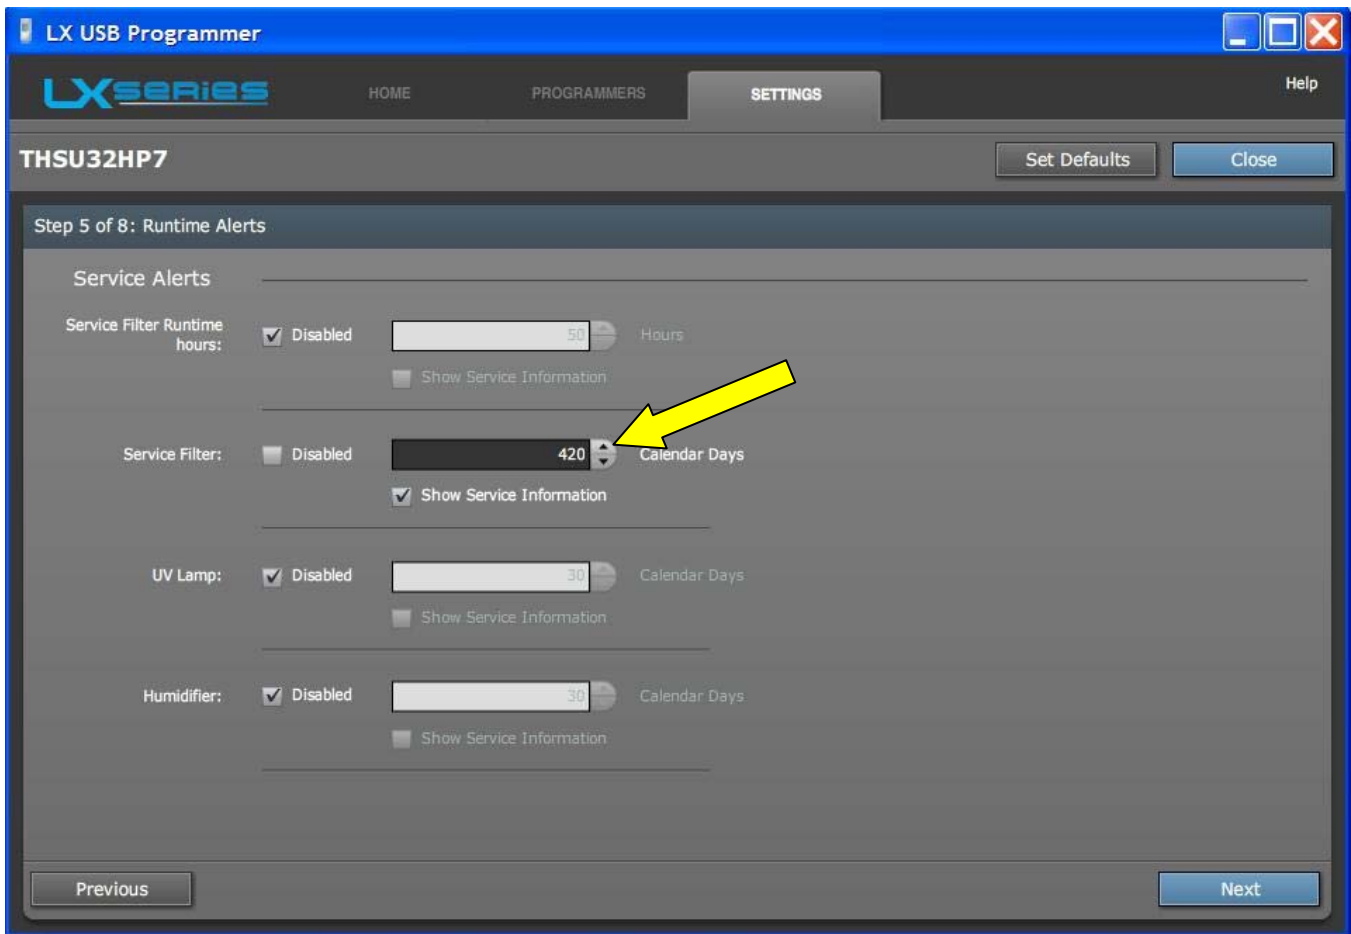 LX USB Programmer
LXSERIES
HOME
PROGRAMMERS
SETTINGS
Help
THSU32HP7
Set Defaults
Close
Step 5 of 8: Runtime Alerts
Service Alerts
Service Filter Runtime
hours:
Disabled
50
Hours
Show Service Information
Service Filter:
Disabled
420
Calendar Days
Show Service Information
UV Lamp:
Disabled
30
Calendar Days
Show Service Information
Humidifier:
Disabled
30
Calendar Days
Show Service Information
Previous
Next